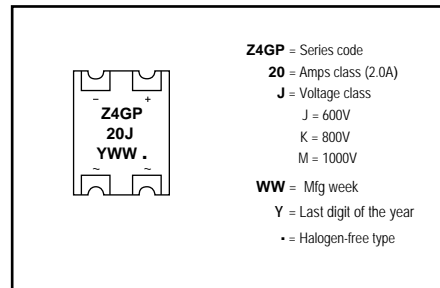 − +
Z4GP
20J
YWW .
~ ~
Z4GP = Series code
20 = Amps class (2.0A)
J = Voltage class
J = 600V
K = 800V
M = 1000V
WW = Mfg week
Y = Last digit of the year
▪ = Halogen-free type